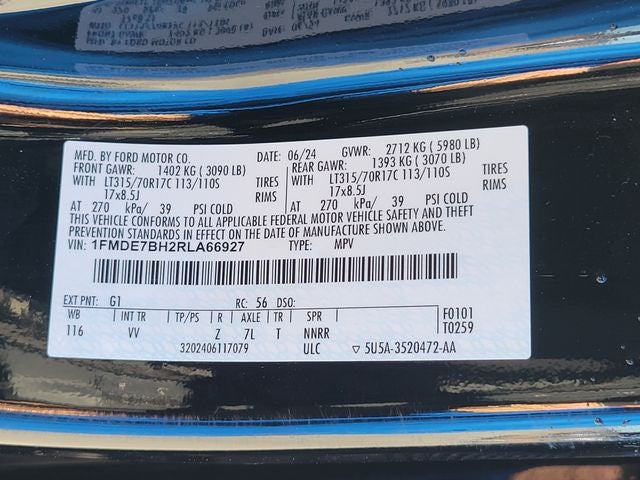 MFD. BY FORD MOTOR CO. DATE: 06/24 GVWR: 2712 KG ( 5980 LB)
FRONT GAWR: 1402 KG ( 3090 LB) REAR GAWR: 1393 KG ( 3070 LB)
WITH LT315/70R17C 113/110S TIRES WITH LT315/70R17C 113/110S TIRES
17x8.5J RIMS 17x8.5J RIMS
AT 270 kPa/ 39 PSI COLD AT 270 kPa/ 39 PSI COLD
THIS VEHICLE CONFORMS TO ALL APPLICABLE FEDERAL MOTOR VEHICLE SAFETY AND THEFT
PREVENTION STANDARDS IN EFFECT ON THE DATE OF MANUFACTURE SHOWN ABOVE.
VIN: 1FMDE7BH2RLA66927 TYPE: MPV
EXT PNT: G1 RC: 56 DSO:
WB INT TR TP/PS R AXLE TR SPR F0101
116 VV Z 7L T NNRR T0259
3202406117079 ULC ▽ 5U5A-3520472-AA